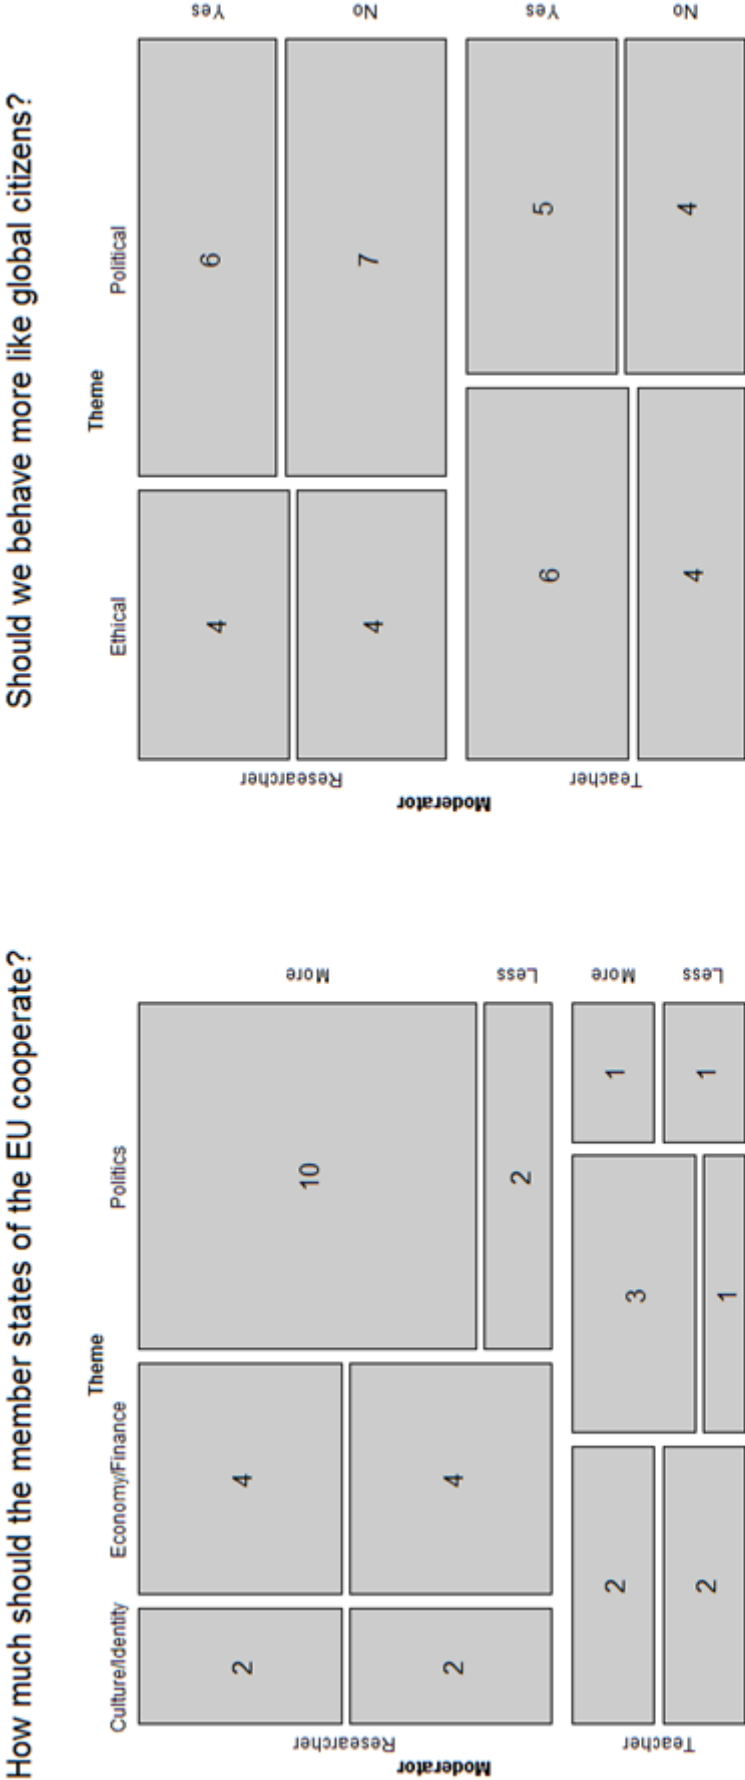 How much should the member states of the EU cooperate?
Theme
Culture/Identity Economy/Finance Politics
Moderator
Researcher
2 4 10 More
2 4 2 Less
Teacher
2 3 1 More
2 1 1 Less
Should we behave more like global citizens?
Theme
Ethical Political
Moderator
Researcher
4 6 Yes
4 7 No
Teacher
6 5 Yes
4 4 No